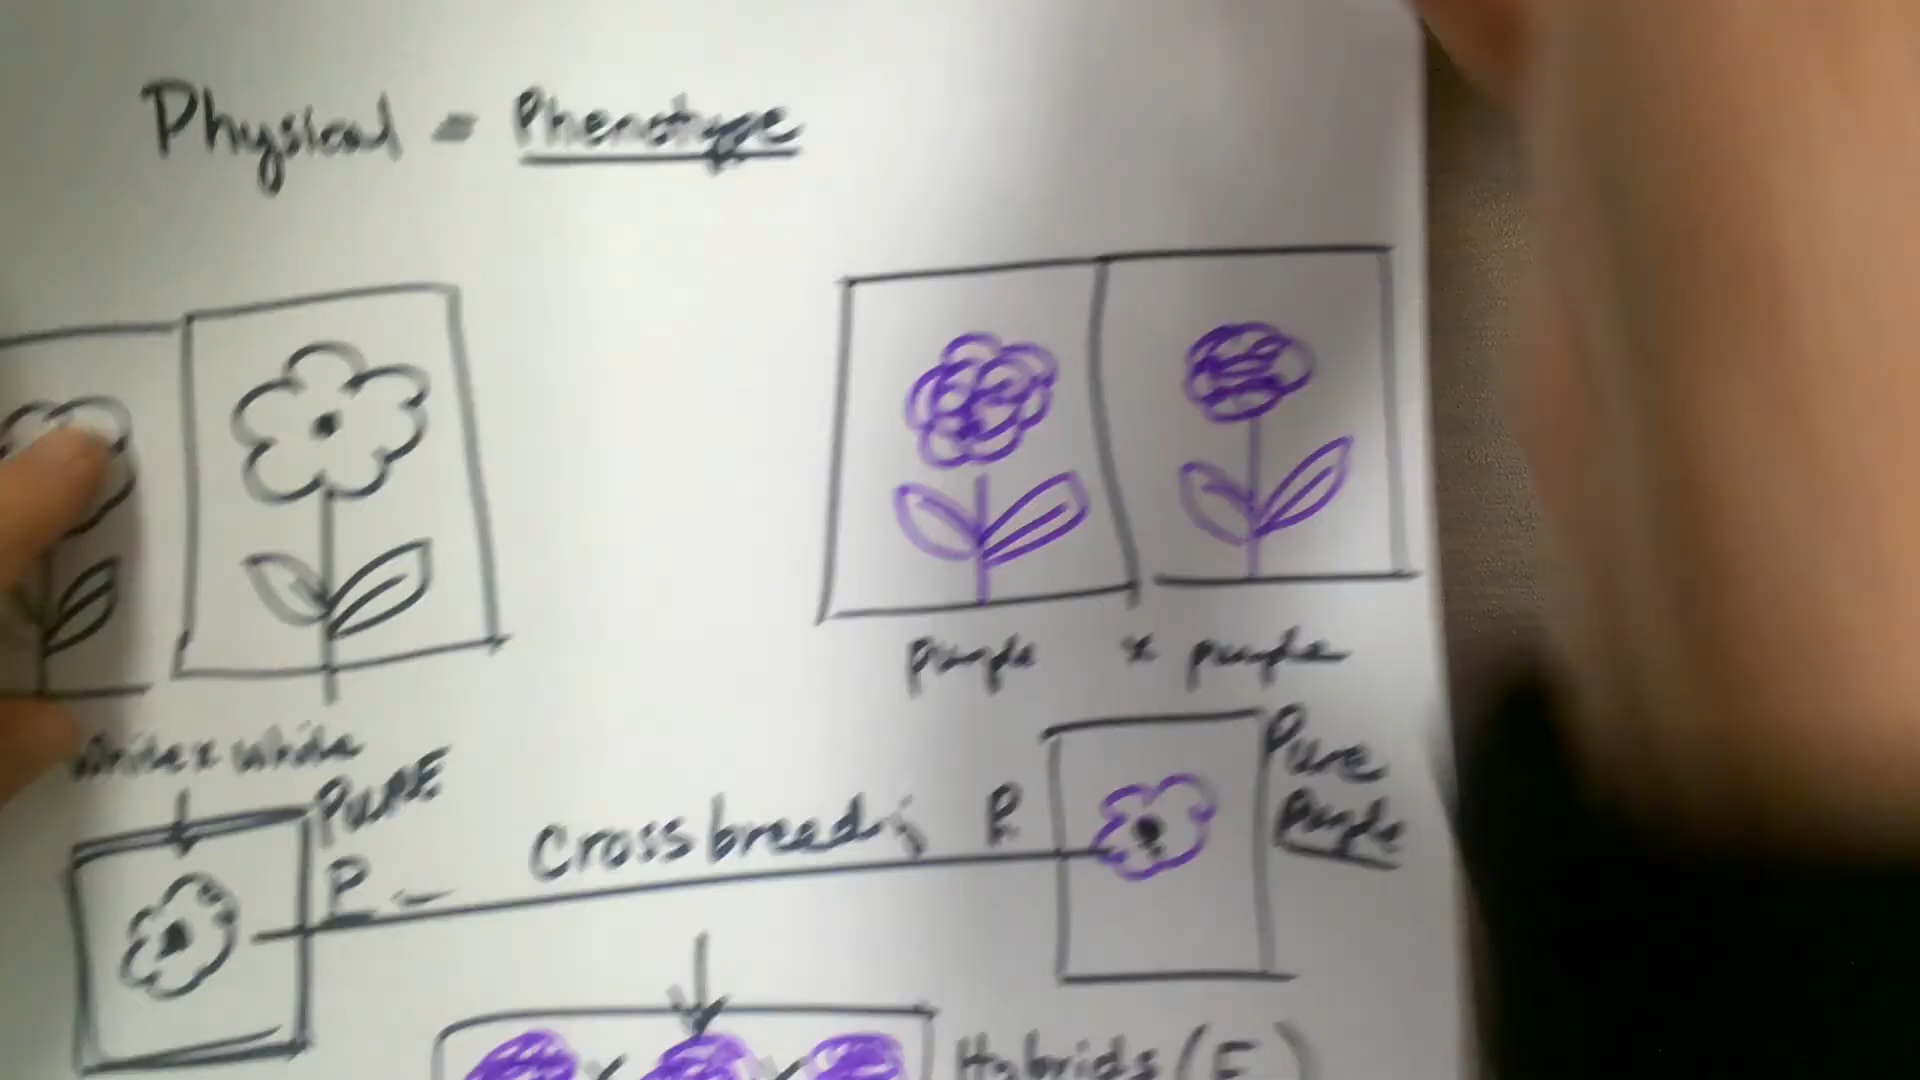 Physical = Phenotype
purple x purple
white x white
PURE
P
Crossbreeding
P
Pure
Purple
Hybrids (F